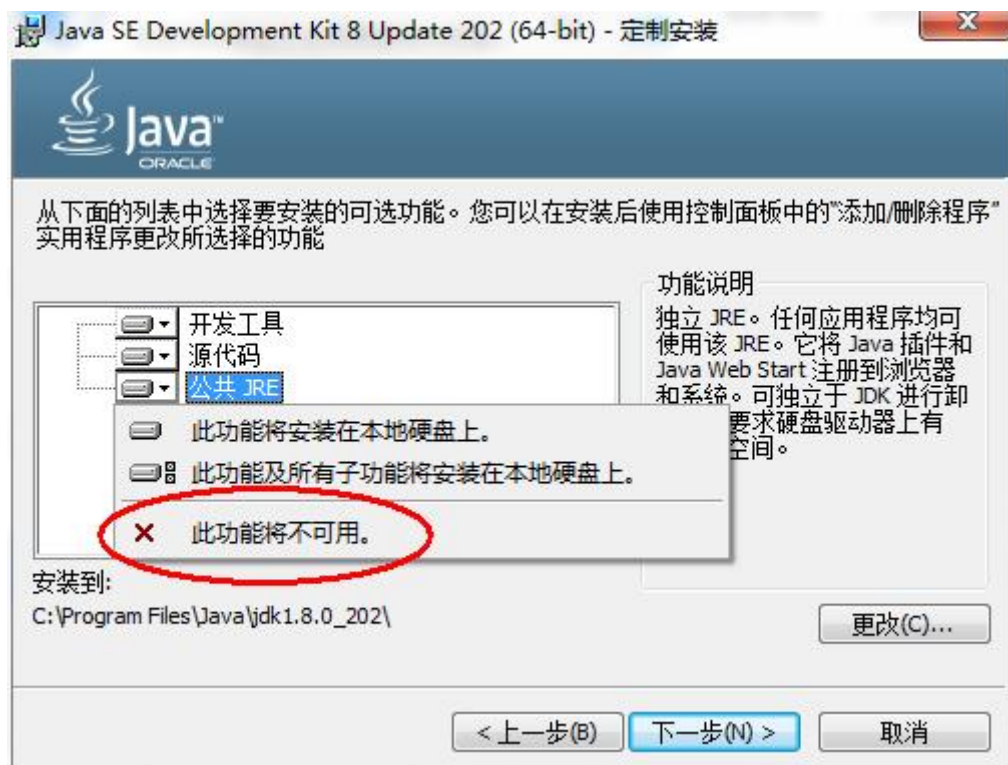 Java SE Development Kit 8 Update 202 (64-bit) - 定制安装
Java™
ORACLE
从下面的列表中选择要安装的可选功能。您可以在安装后使用控制面板中的"添加/删除程序"
实用程序更改所选择的功能
开发工具
源代码
公共 JRE
此功能将安装在本地硬盘上。
此功能及所有子功能将安装在本地硬盘上。
此功能将不可用。
功能说明
独立 JRE。任何应用程序均可
使用该 JRE。它将 Java 插件和
Java Web Start 注册到浏览器
和系统。可独立于 JDK 进行卸
要求硬盘驱动器上有
空间。
安装到:
C:\Program Files\Java\jdk1.8.0_202\
更改(C)...
<上一步(B)
下一步(N) >
取消